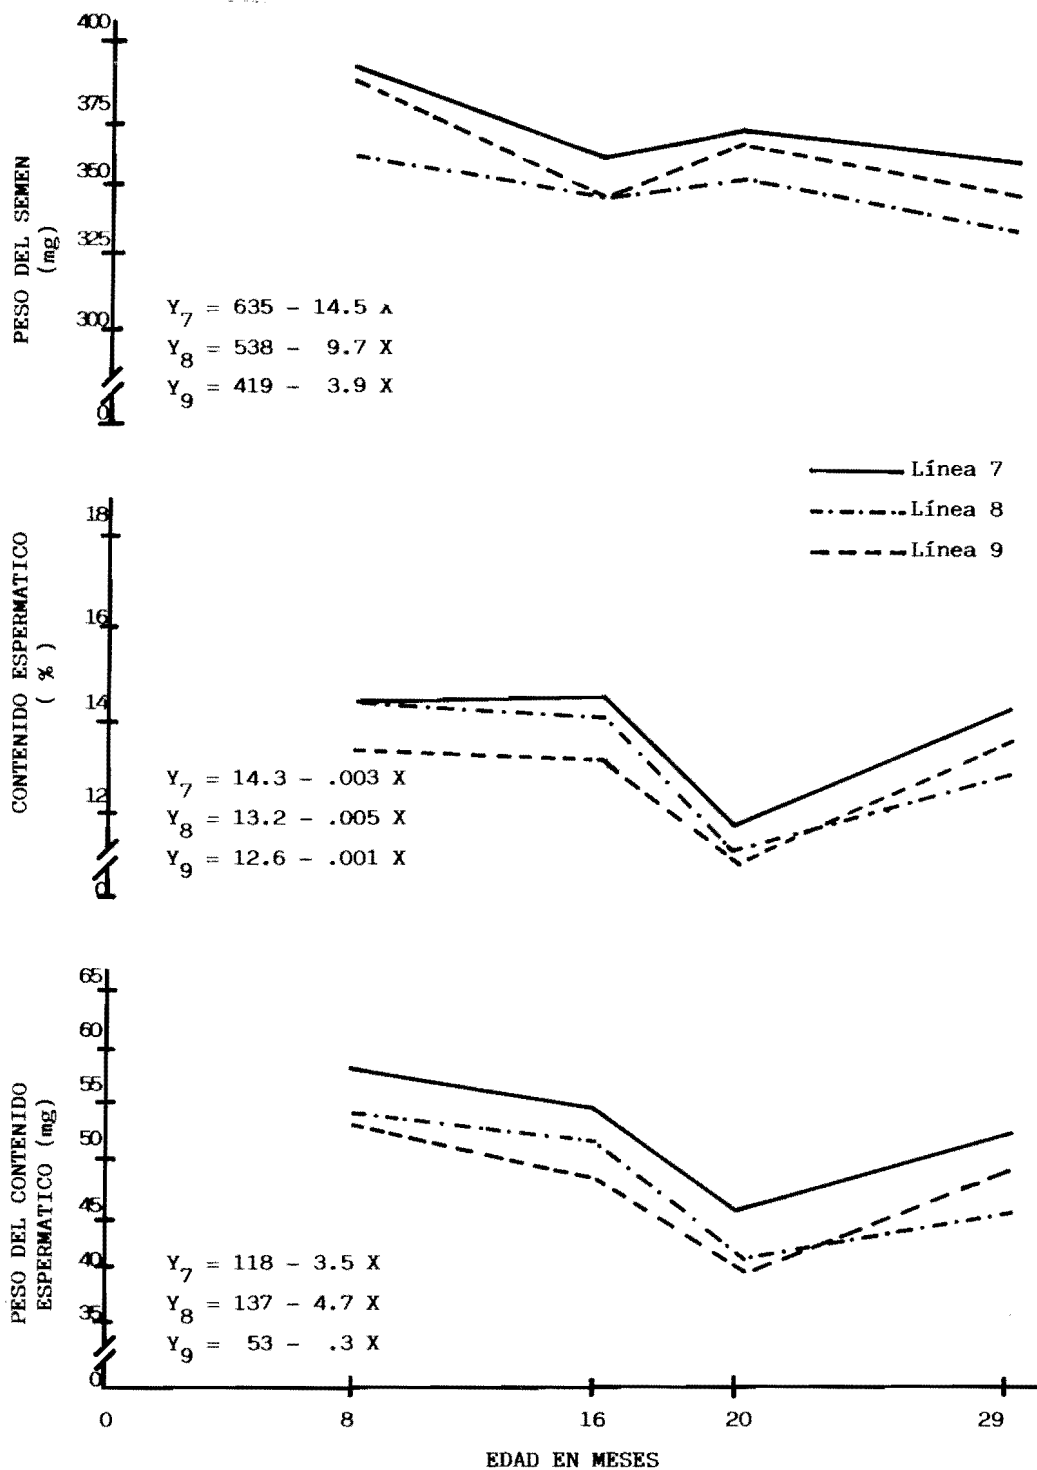 400
375
350
325
300
0
PESO DEL SEMEN
(mg)
Y7 = 635 - 14.5 X
Y8 = 538 - 9.7 X
Y9 = 419 - 3.9 X
Línea 7
Línea 8
Línea 9
18
16
14
12
0
CONTENIDO ESPERMATICO
( % )
Y7 = 14.3 - .003 X
Y8 = 13.2 - .005 X
Y9 = 12.6 - .001 X
65
60
55
50
45
40
35
0
PESO DEL CONTENIDO
ESPERMATICO (mg)
Y7 = 118 - 3.5 X
Y8 = 137 - 4.7 X
Y9 = 53 - .3 X
0 8 16 20 29
EDAD EN MESES